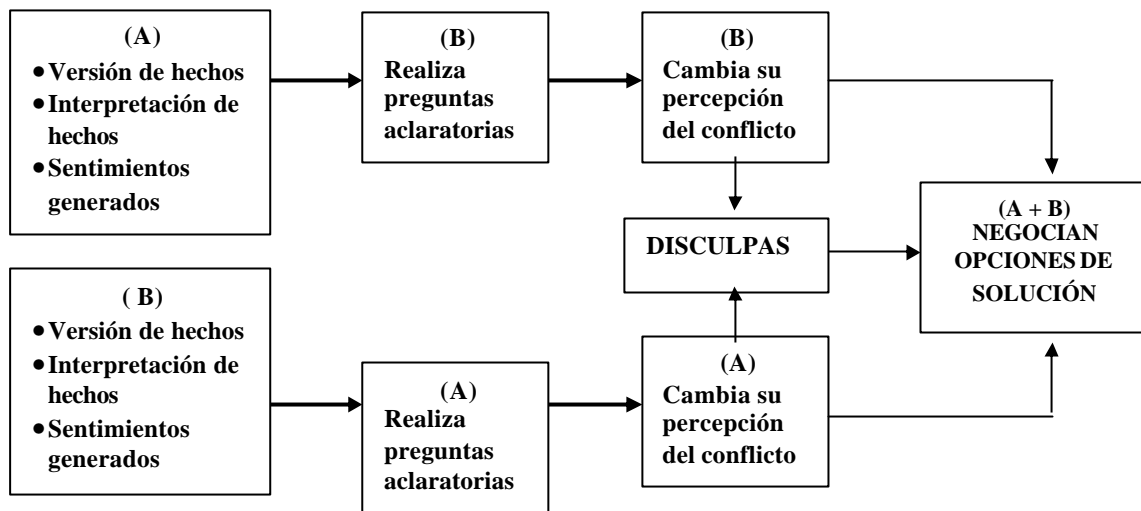 (A)
• Versión de hechos
• Interpretación de
hechos
• Sentimientos
generados
(B)
Realiza
preguntas
aclaratorias
(B)
Cambia su
percepción
del conflicto
DISCULPAS
(A + B)
NEGOCIAN
OPCIONES DE
SOLUCIÓN
( B)
• Versión de hechos
• Interpretación de
hechos
• Sentimientos
generados
(A)
Realiza
preguntas
aclaratorias
(A)
Cambia su
percepción
del conflicto